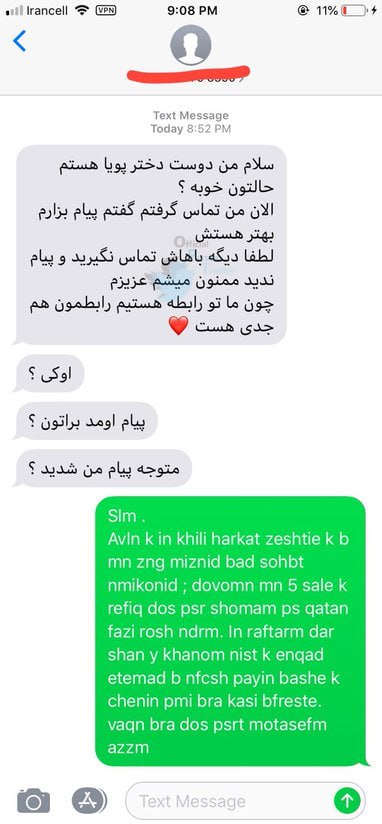 Irancell VPN 9:08 PM 11%
Text Message
Today 8:52 PM
سلام من دوست دختر پویا هستم
حالتون خوبه ؟
الان من تماس گرفتم گفتم پیام بزارم
بهتر هستش
Official
لطفا دیگه باهاش تماس نگیرید و پیام
ندید ممنون میشم عزیزم
چون ما تو رابطه هستیم رابطمون هم
جدی هست ❤️
اوکی ؟
پیام اومد براتون ؟
متوجه پیام من شدید ؟
Slm .
Avln k in khili harkat zeshtie k b
mn zng miznid bad sohbt
nmikonid ; dovomn mn 5 sale k
refiq dos psr shomam ps qatan
fazi rosh ndrm. In raftarm dar
shan y khanom nist k enqad
etemad b nfcsh payin bashe k
chenin pmi bra kasi bfreste.
vaqn bra dos psrt motasefm
azzm
Text Message